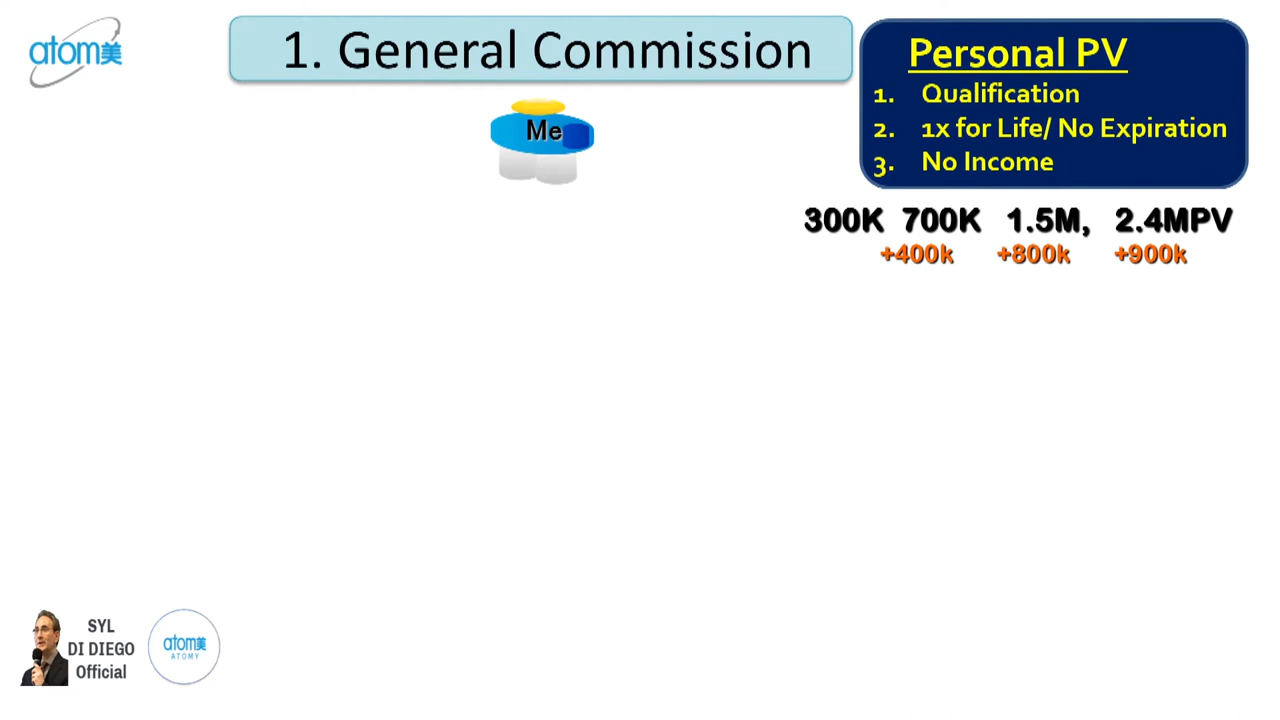 atom美
1. General Commission
Me
Personal PV
1. Qualification
2. 1x for Life/ No Expiration
3. No Income
300K 700K 1.5M, 2.4MPV
+400k +800k +900k
SYL
DI DIEGO
Official
atom美
ATOMY